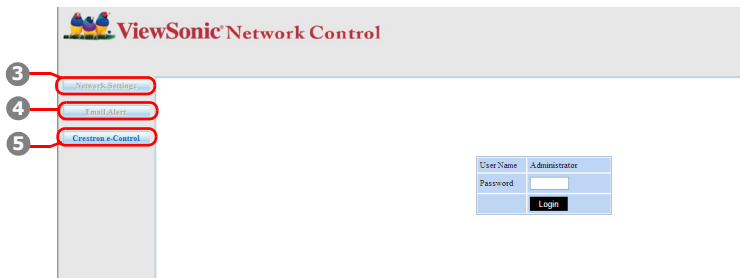 ViewSonic® Network Control
3
Network Settings
4
Email Alert
5
Crestron e-Control
User Name Administrator
Password
Login